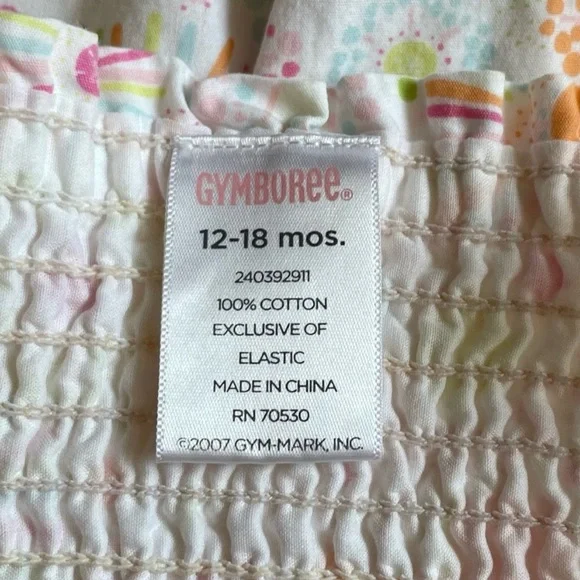 GYMBOREE®
12-18 mos.
240392911
100% COTTON
EXCLUSIVE OF
ELASTIC
MADE IN CHINA
RN 70530
©2007 GYM-MARK, INC.